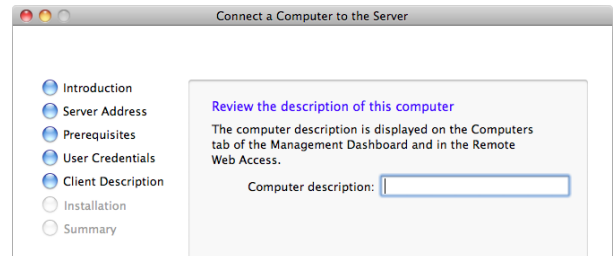 Connect a Computer to the Server
Introduction
Server Address
Prerequisites
User Credentials
Client Description
Installation
Summary
Review the description of this computer
The computer description is displayed on the Computers
tab of the Management Dashboard and in the Remote
Web Access.
Computer description: